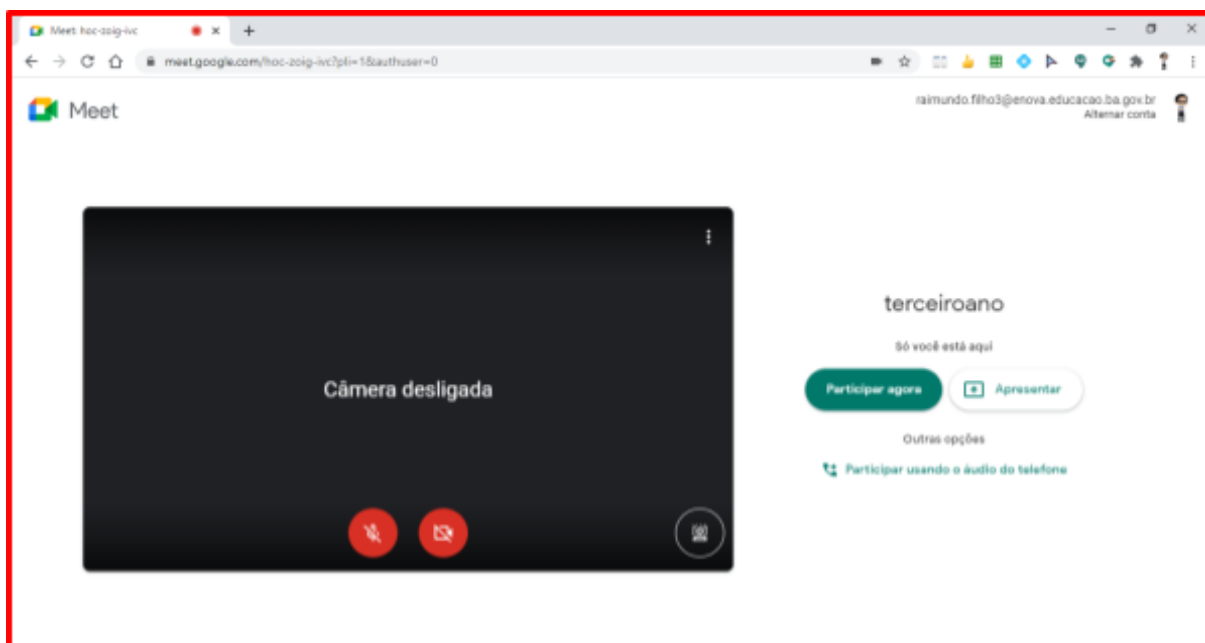 Meet: hoc-zoig-ivc
meet.google.com/hoc-zoig-ivc?pli=1&authuser=0
Meet
raimundo.filho3@enova.educacao.ba.gov.br
Alternar conta
terceiroano
Só você está aqui
Câmera desligada
Participar agora
Apresentar
Outras opções
Participar usando o áudio do telefone